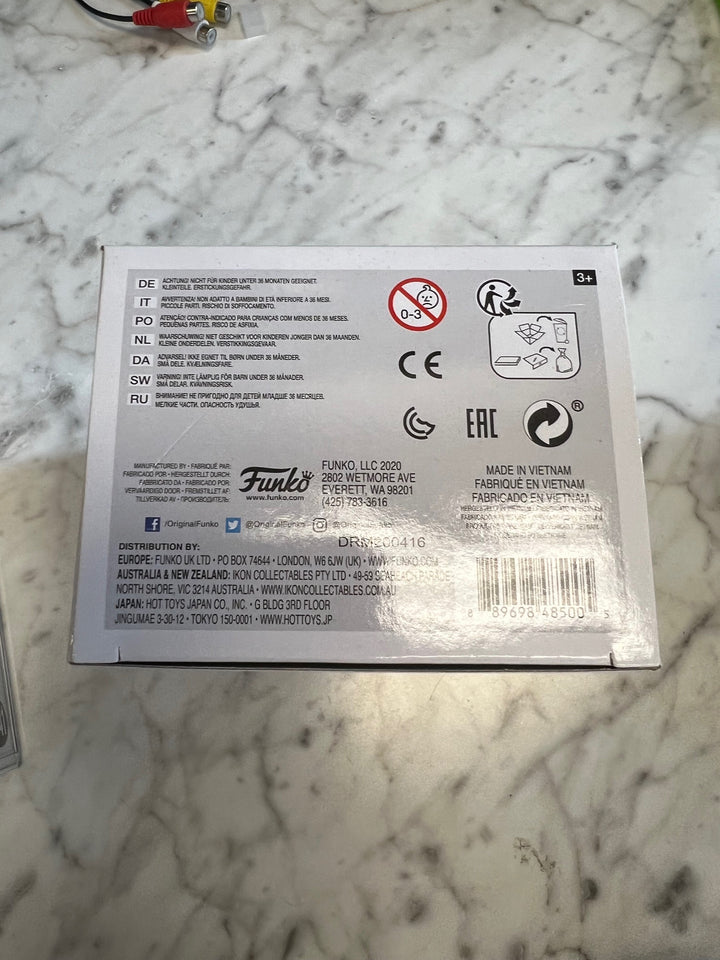 3+
DE ACHTUNG! NICHT FÜR KINDER UNTER 36 MONATEN GEEIGNET.
KLEINTEILE. ERSTICKUNGSGEFAHR.
IT AVVERTENZA! NON ADATTO A BAMBINI DI ETÀ INFERIORE A 36 MESI.
PICCOLE PARTI. RISCHIO DI SOFFOCAMENTO.
PO ATENÇÃO! CONTRA-INDICADO PARA CRIANÇAS COM MENOS DE 36 MESES.
PEQUENAS PARTES. RISCO DE ASFIXIA.
NL WAARSCHUWING! NIET GESCHIKT VOOR KINDEREN JONGER DAN 36 MAANDEN.
KLEINE ONDERDELEN. VERSTIKKINGSGEVAAR.
DA ADVARSEL! IKKE EGNET TIL BØRN UNDER 36 MÅNEDER.
SMÅ DELE. KVÆLNINGSFARE.
SW VARNING! INTE LÄMPLIG FÖR BARN UNDER 36 MÅNADER.
SMÅ DELAR. KVÄVNINGSRISK.
RU ВНИМАНИЕ! НЕ ПРИГОДНО ДЛЯ ДЕТЕЙ МЛАДШЕ 36 МЕСЯЦЕВ.
МЕЛКИЕ ЧАСТИ. ОПАСНОСТЬ УДУШЬЯ.
0-3
CE
EAC
®
MANUFACTURED BY • FABRIQUÉ PAR:
FABRICADO POR • HERGESTELLT DURCH:
FABRICATO DA • FABRICADO POR:
VERVAARDIGD DOOR • FREMSTILLET AF:
TILLVERKAD AV • ПРОИЗВОДИТЕЛЬ:
Funko
www.funko.com
FUNKO, LLC 2020
2802 WETMORE AVE
EVERETT, WA 98201
(425) 783-3616
MADE IN VIETNAM
FABRIQUÉ EN VIETNAM
FABRICADO EN VIETNAM
/OriginalFunko @OriginalFunko
DRM200416
DISTRIBUTION BY:
EUROPE: FUNKO UK LTD • PO BOX 74644 • LONDON, W6 6JW (UK) • WWW.FUNKO.COM
AUSTRALIA & NEW ZEALAND: IKON COLLECTABLES PTY LTD • 49-53 SEABEACH PARADE
NORTH SHORE, VIC 3214 AUSTRALIA • WWW.IKONCOLLECTABLES.COM.AU
JAPAN: HOT TOYS JAPAN CO., INC. • G BLDG 3RD FLOOR
JINGUMAE 3-30-12 • TOKYO 150-0001 • WWW.HOTTOYS.JP
8 89698 48500 5